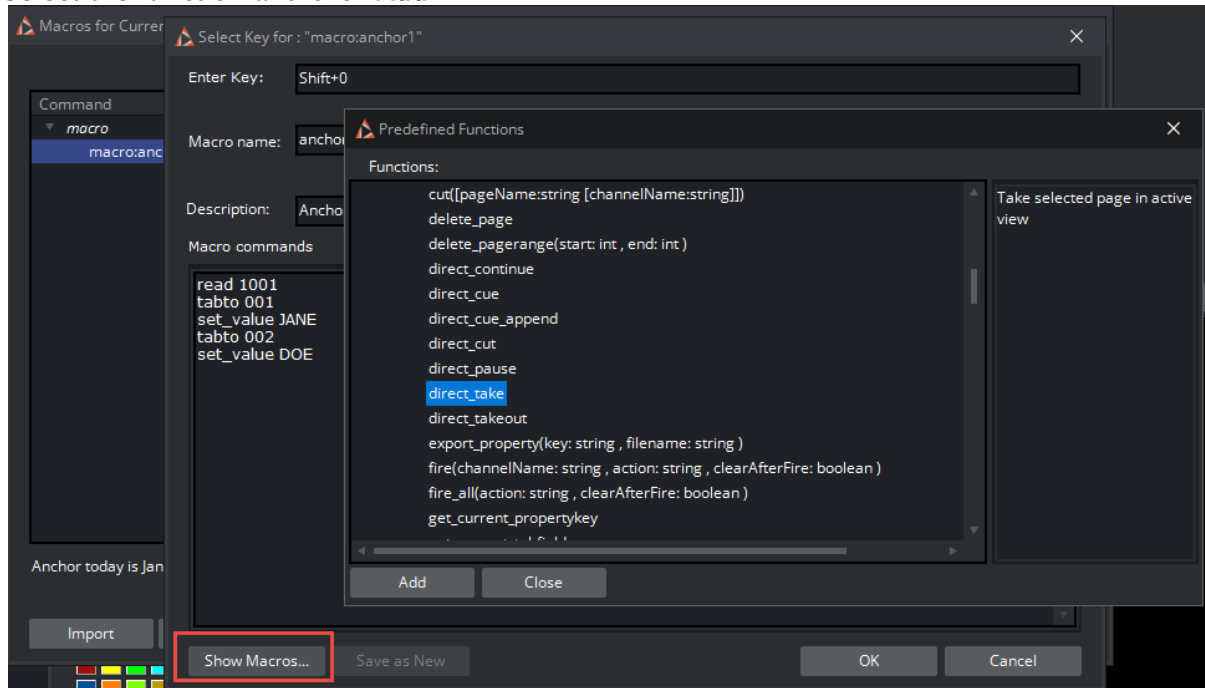 Macros for Curren
Select Key for : "macro:anchor1"
Enter Key:
Shift+0
Command
macro
macro:anc
Macro name:
anchor
Description:
Ancho
Macro commands
read 1001
tabto 001
set_value JANE
tabto 002
set_value DOE
Predefined Functions
Functions:
cut([pageName:string [channelName:string]])
delete_page
delete_pagerange(start: int , end: int )
direct_continue
direct_cue
direct_cue_append
direct_cut
direct_pause
direct_take
direct_takeout
export_property(key: string , filename: string )
fire(channelName: string , action: string , clearAfterFire: boolean )
fire_all(action: string , clearAfterFire: boolean )
get_current_propertykey
Take selected page in active
view
Add
Close
Anchor today is Jan
Import
Show Macros...
Save as New
OK
Cancel